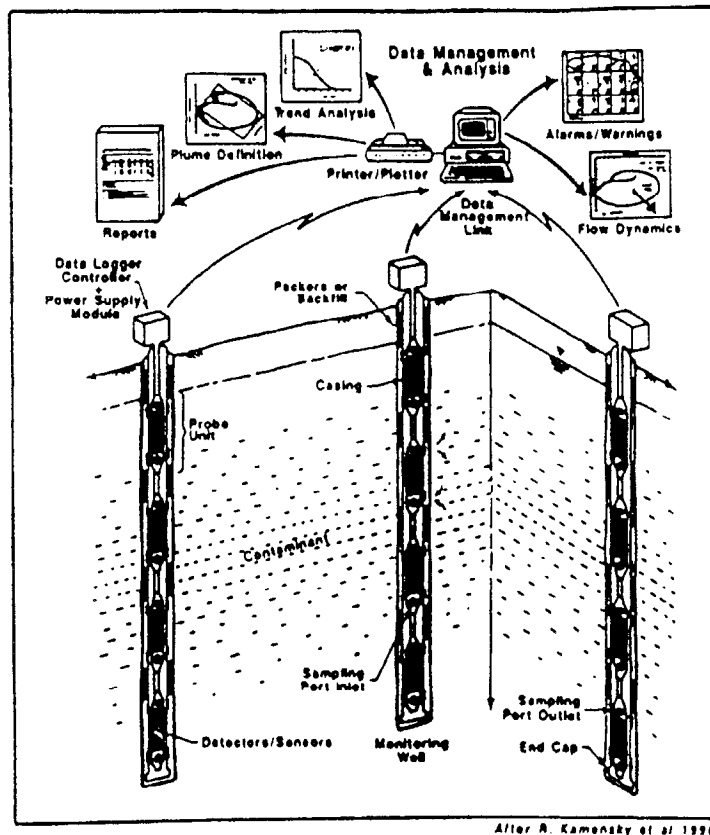 Data Management
& Analysis
Trend Analysis
Plume Definition
Alarms/Warnings
Printer/Plotter
Reports
Data
Management
Link
Flow Dynamics
Data Logger
Controller
+
Power Supply
Module
Packers or
Backfill
Casing
Probe
Unit
Contaminant
Sampling
Port Inlet
Sampling
Port Outlet
Detectors/Sensors
Monitoring
Well
End Cap
After R. Kamensky et al